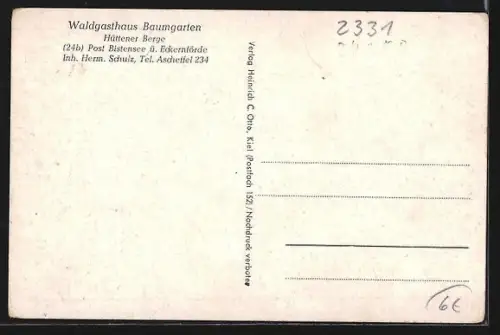 Waldgasthaus Baumgarten
Hüttener Berge
(24b) Post Bistensee ü. Eckernförde
Inh. Herm. Schulz, Tel. Ascheffel 234
2331
Verlag Heinrich C. Otto, Kiel (Postfach 152) / Nachdruck verboten
6€